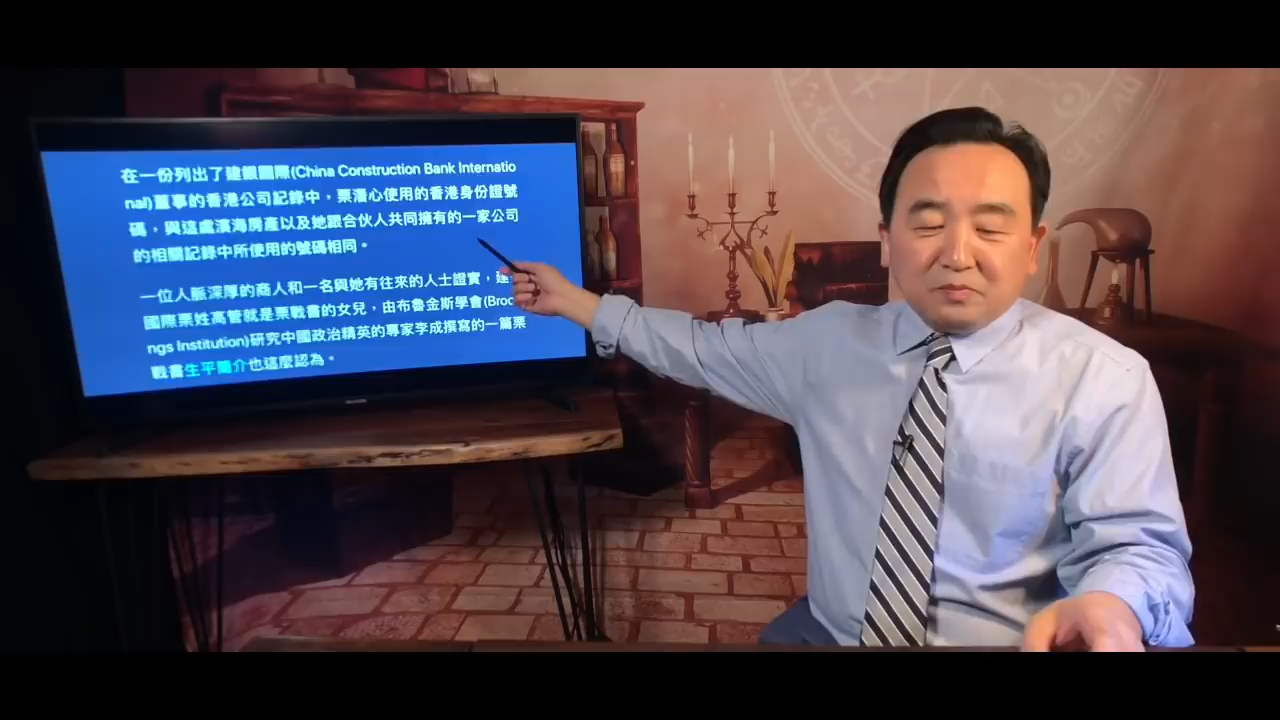 在一份列出了建銀國際(China Construction Bank Internatio
nal)董事的香港公司記錄中，栗潛心使用的香港身份證號
碼，與這處濱海房產以及她跟合伙人共同擁有的一家公司
的相關記錄中所使用的號碼相同。
一位人脈深厚的商人和一名與她有往來的人士證實，建
國際栗姓高管就是栗戰書的女兒，由布魯金斯學會(Broo
ngs Institution)研究中國政治精英的專家李成撰寫的一篇栗
戰書生平簡介也這麼認為。